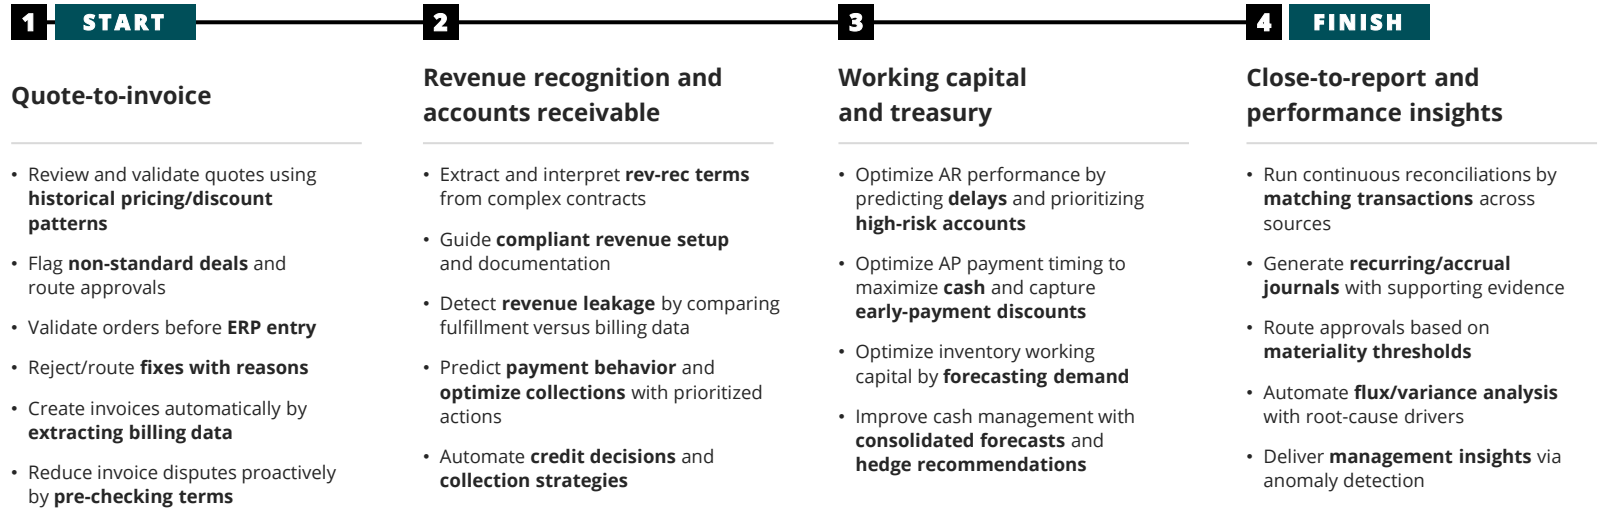 1 START
Quote-to-invoice
• Review and validate quotes using
historical pricing/discount
patterns
• Flag non-standard deals and
route approvals
• Validate orders before ERP entry
• Reject/route fixes with reasons
• Create invoices automatically by
extracting billing data
• Reduce invoice disputes proactively
by pre-checking terms
2
Revenue recognition and
accounts receivable
• Extract and interpret rev-rec terms
from complex contracts
• Guide compliant revenue setup
and documentation
• Detect revenue leakage by comparing
fulfillment versus billing data
• Predict payment behavior and
optimize collections with prioritized
actions
• Automate credit decisions and
collection strategies
3
Working capital
and treasury
• Optimize AR performance by
predicting delays and prioritizing
high-risk accounts
• Optimize AP payment timing to
maximize cash and capture
early-payment discounts
• Optimize inventory working
capital by forecasting demand
• Improve cash management with
consolidated forecasts and
hedge recommendations
4 FINISH
Close-to-report and
performance insights
• Run continuous reconciliations by
matching transactions across
sources
• Generate recurring/accrual
journals with supporting evidence
• Route approvals based on
materiality thresholds
• Automate flux/variance analysis
with root-cause drivers
• Deliver management insights via
anomaly detection